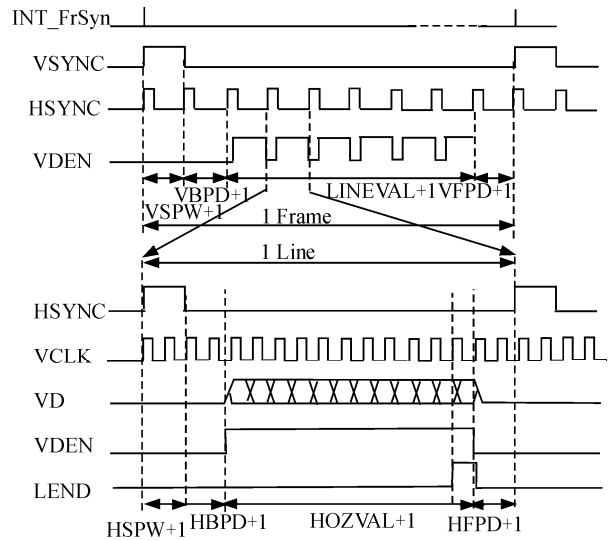 INT_FrSyn
VSYNC
HSYNC
VDEN
VBPD+1 LINEVAL+1VFPD+1
VSPW+1
1 Frame
1 Line
HSYNC
VCLK
VD
VDEN
LEND
HSPW+1 HBPD+1 HOZVAL+1 HFPD+1